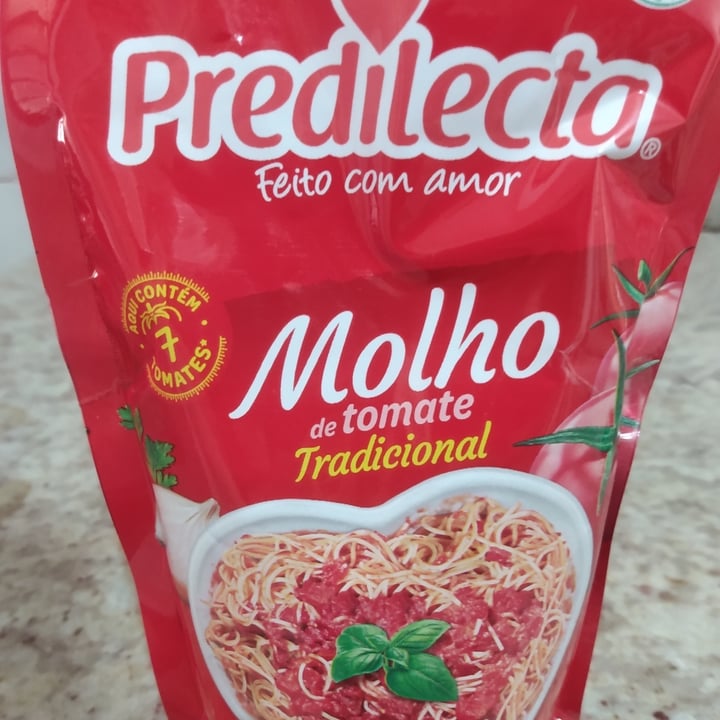 Predilecta®
Feito com amor
AQUI CONTÉM
7
TOMATES*
Molho
de tomate
Tradicional